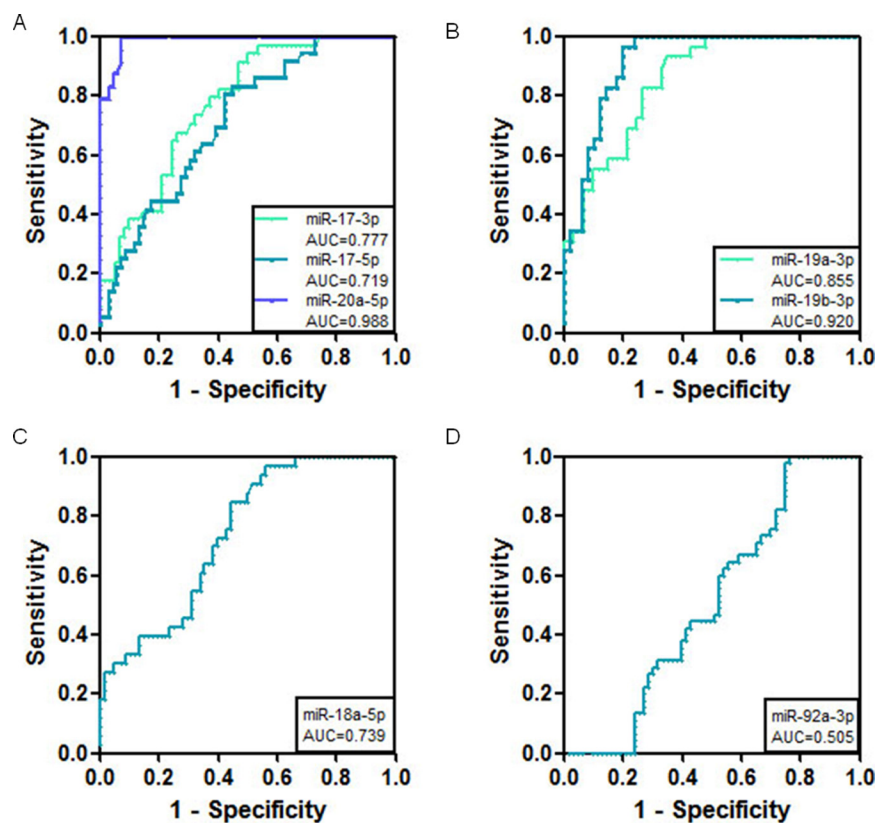 A
1.0
0.8
0.6
0.4
0.2
0.0
Sensitivity
miR-17-3p
AUC=0.777
miR-17-5p
AUC=0.719
miR-20a-5p
AUC=0.988
0.0 0.2 0.4 0.6 0.8 1.0
1 - Specificity
B
1.0
0.8
0.6
0.4
0.2
0.0
Sensitivity
miR-19a-3p
AUC=0.855
miR-19b-3p
AUC=0.920
0.0 0.2 0.4 0.6 0.8 1.0
1 - Specificity
C
1.0
0.8
0.6
0.4
0.2
0.0
Sensitivity
miR-18a-5p
AUC=0.739
0.0 0.2 0.4 0.6 0.8 1.0
1 - Specificity
D
1.0
0.8
0.6
0.4
0.2
0.0
Sensitivity
miR-92a-3p
AUC=0.505
0.0 0.2 0.4 0.6 0.8 1.0
1 - Specificity